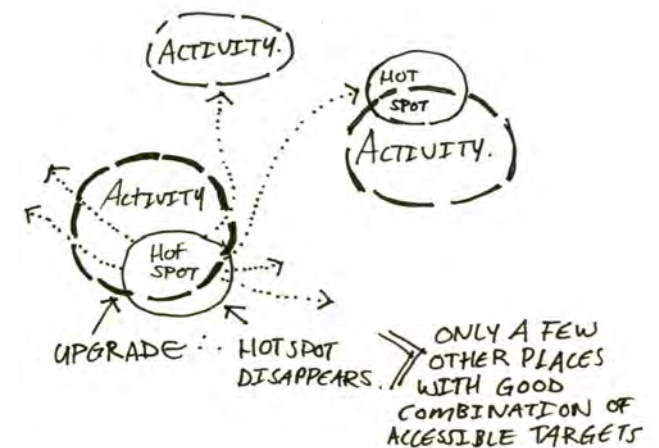 ACTIVITY.
HOT
SPOT
ACTIVITY.
ACTIVITY
HOT
SPOT
UPGRADE ∴ HOTSPOT
DISAPPEARS.
ONLY A FEW
OTHER PLACES
WITH GOOD
COMBINATION OF
ACCESSIBLE TARGETS